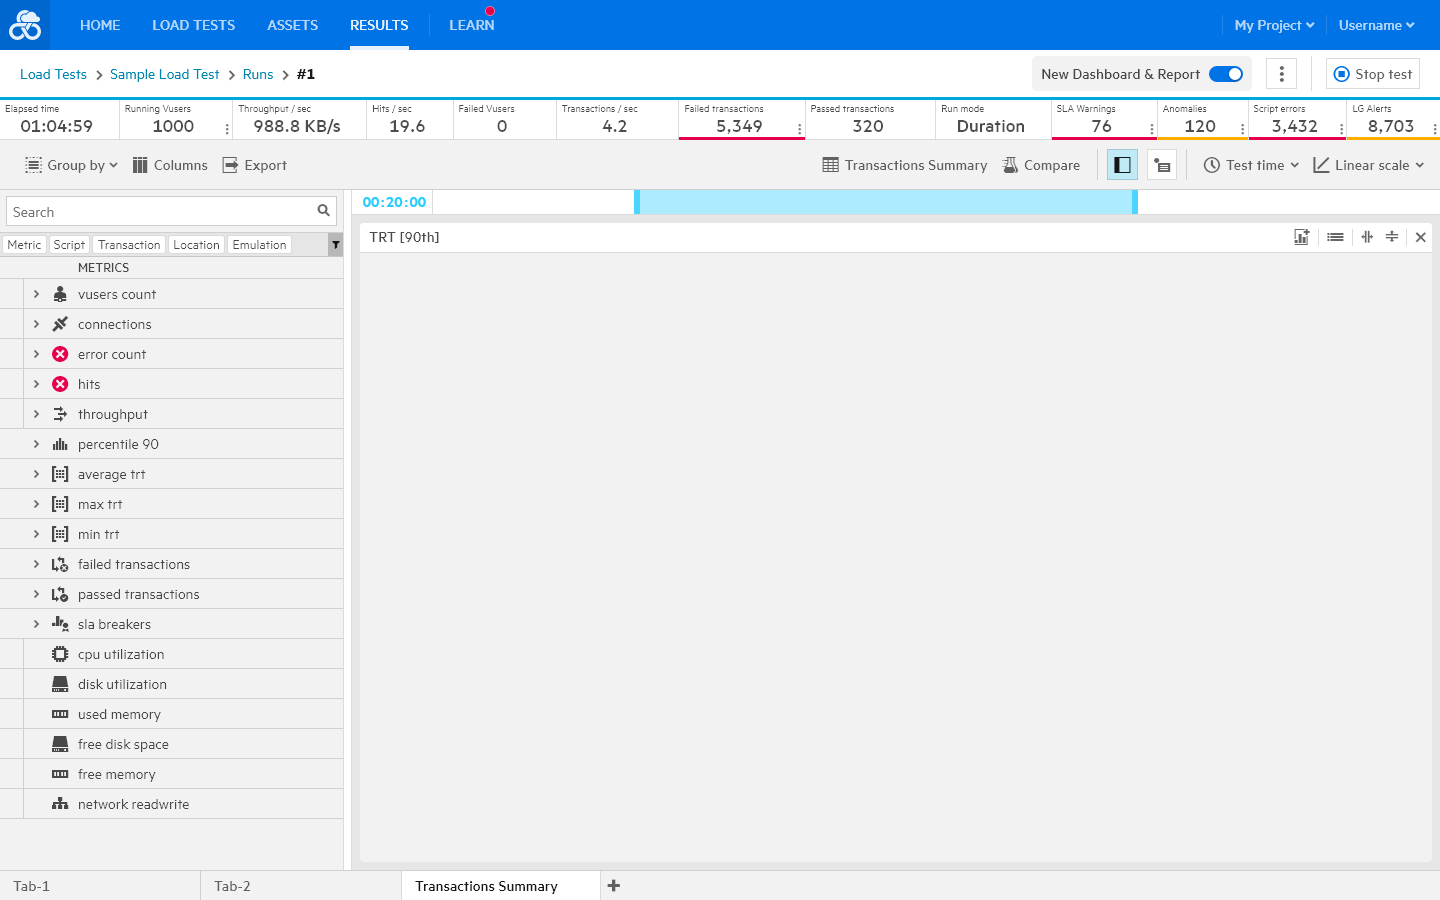 HOME LOAD TESTS ASSETS RESULTS LEARN My Project Username
Load Tests Sample Load Test Runs #1 New Dashboard & Report Stop test
Elapsed time Running Vusers Throughput / sec Hits / sec Failed Vusers Transactions / sec Failed transactions Passed transactions Run mode SLA Warnings Anomalies Script errors LG Alerts
01:04:59 1000 988.8 KB/s 19.6 0 4.2 5,349 320 Duration 76 120 3,432 8,703
Group by Columns Export Transactions Summary Compare Test time Linear scale
00:20:00
Search
TRT [90th]
Metric Script Transaction Location Emulation
METRICS
vusers count
connections
error count
hits
throughput
percentile 90
average trt
max trt
min trt
failed transactions
passed transactions
sla breakers
cpu utilization
disk utilization
used memory
free disk space
free memory
network readwrite
Tab-1 Tab-2 Transactions Summary